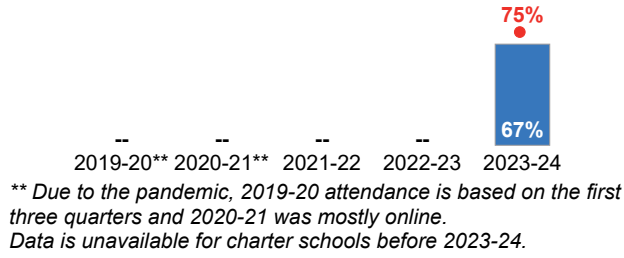 75%
67%
-- -- -- --
2019-20** 2020-21** 2021-22 2022-23 2023-24
** Due to the pandemic, 2019-20 attendance is based on the first
three quarters and 2020-21 was mostly online.
Data is unavailable for charter schools before 2023-24.